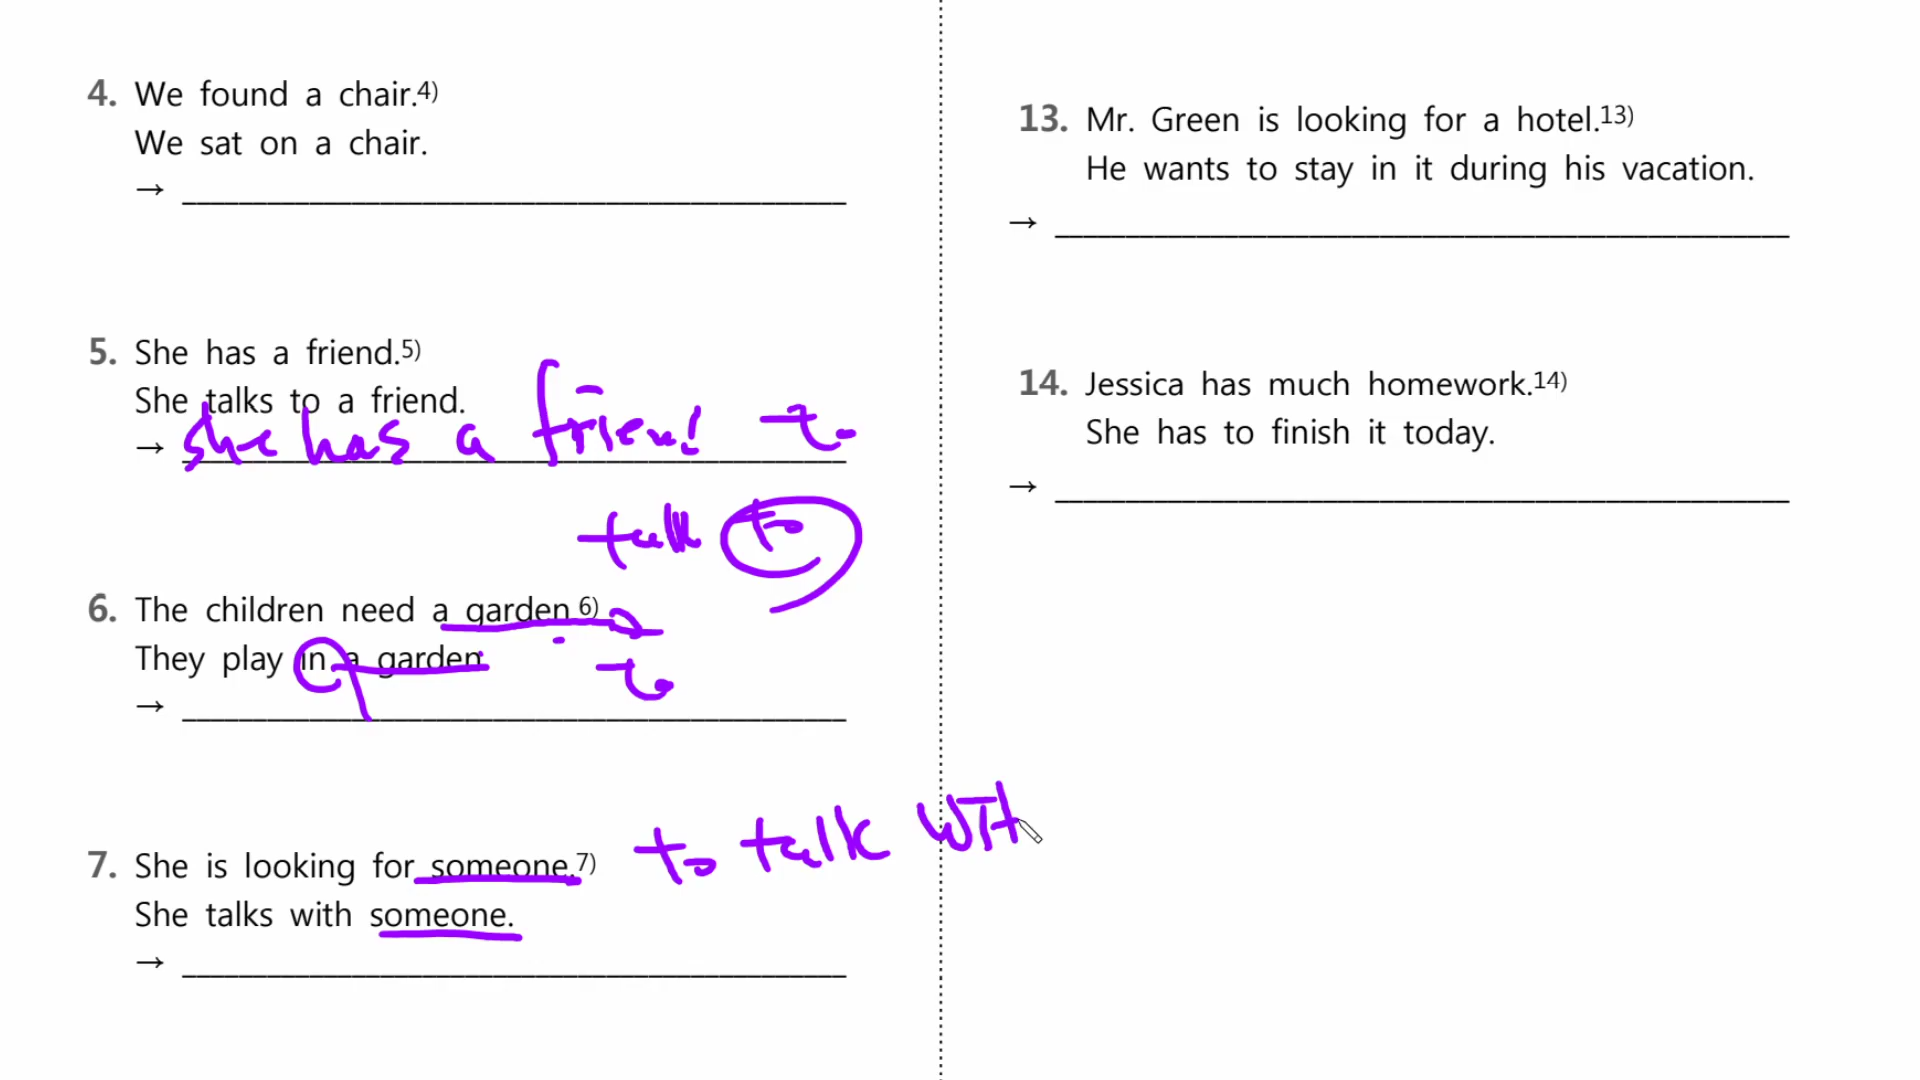 4. We found a chair.4)
We sat on a chair.
→
5. She has a friend.5)
She talks to a friend.
→ she has a friend to
talk to
6. The children need a garden.6)
They play in a garden.
to
→
7. She is looking for someone.7) to talk with
She talks with someone.
→
13. Mr. Green is looking for a hotel.13)
He wants to stay in it during his vacation.
→
14. Jessica has much homework.14)
She has to finish it today.
→